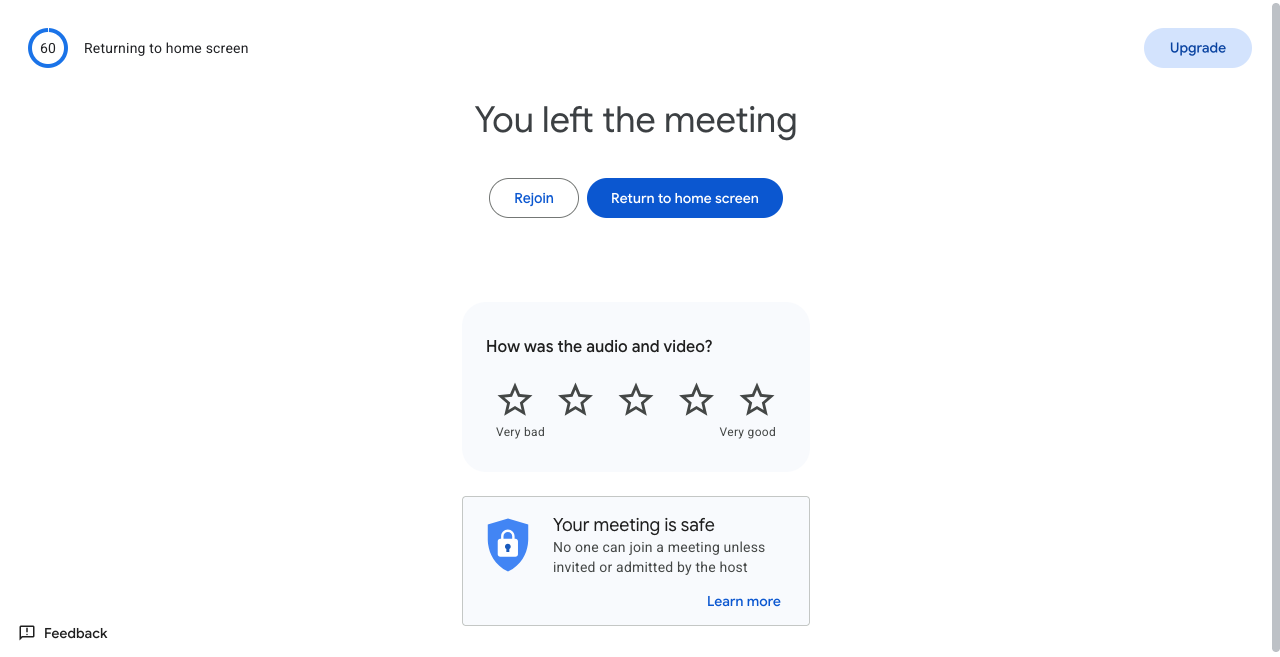 60
Returning to home screen
Upgrade
You left the meeting
Rejoin
Return to home screen
How was the audio and video?
Very bad
Very good
Your meeting is safe
No one can join a meeting unless
invited or admitted by the host
Learn more
Feedback